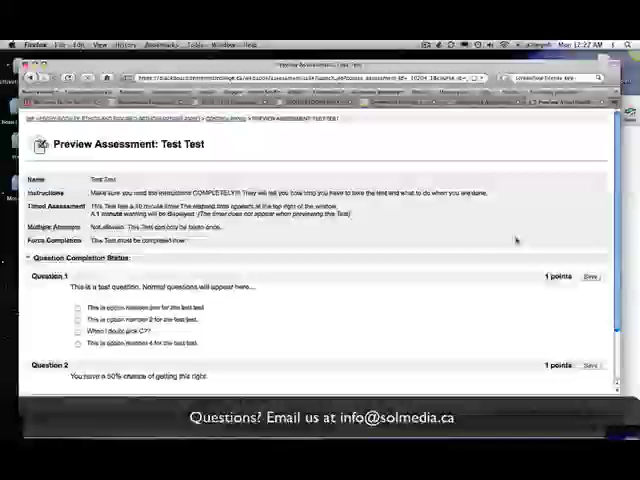 Firefox File Edit View History Bookmarks Tools Window Help
Mon 12:27 AM
Preview Assessment: Test Test
Name Test Test
Instructions Make sure you read the instructions COMPLETELY!!! They will tell you how long you have to take the test and what to do when you are done.
Timed Assessment This Test has a 10 minute timer. The elapsed time appears at the top right of the window.
A 1 minute warning will be displayed. [The timer does not appear when previewing this Test]
Multiple Attempts Not allowed. This Test can only be taken once.
Force Completion This Test must be completed now.
Question Completion Status:
Question 1 1 points Save
This is a test question. Normal questions will appear here...
This is option number one for the test test
This is option number 2 for the test test.
When I doubt pick C??
This is option number 4 for the test test.
Question 2 1 points Save
You have a 50% chance of getting this right.
Questions? Email us at info@solmedia.ca